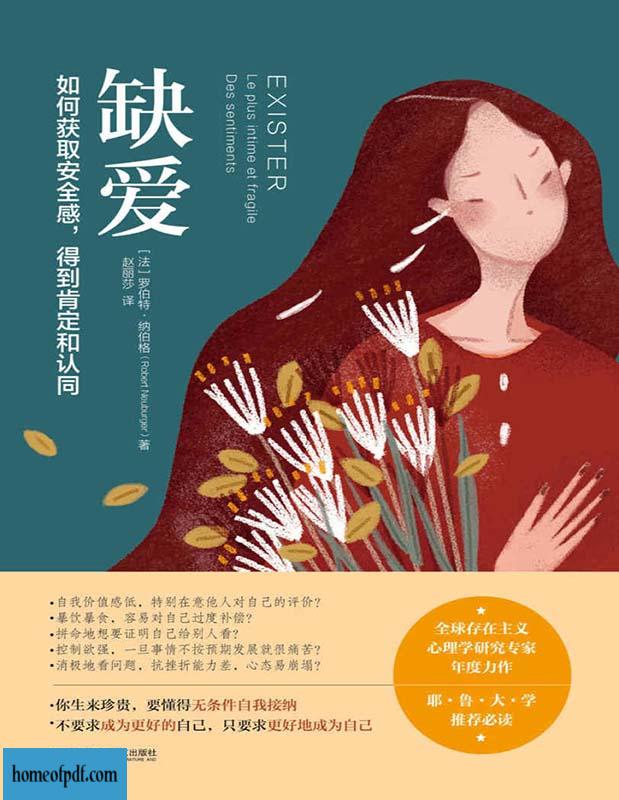 缺爱
如何获取安全感，得到肯定和认同
EXISTER
Le plus intime et fragile
Des sentiments
[法] 罗伯特·纳伯格 (Robert Neuburger) 著
赵丽莎 译
·自我价值感低，特别在意他人对自己的评价？
·暴饮暴食，容易对自己过度补偿？
·拼命地想要证明自己给别人看？
·控制欲强，一旦事情不按预期发展就很痛苦？
·消极地看问题，抗挫折能力差，心态易崩塌？
·你生来珍贵，要懂得无条件自我接纳
·不要求成为更好的自己，只要求更好地成为自己
全球存在主义
心理学研究专家
年度力作
耶·鲁·大·学
推荐必读
出版社
homeofpdf.com